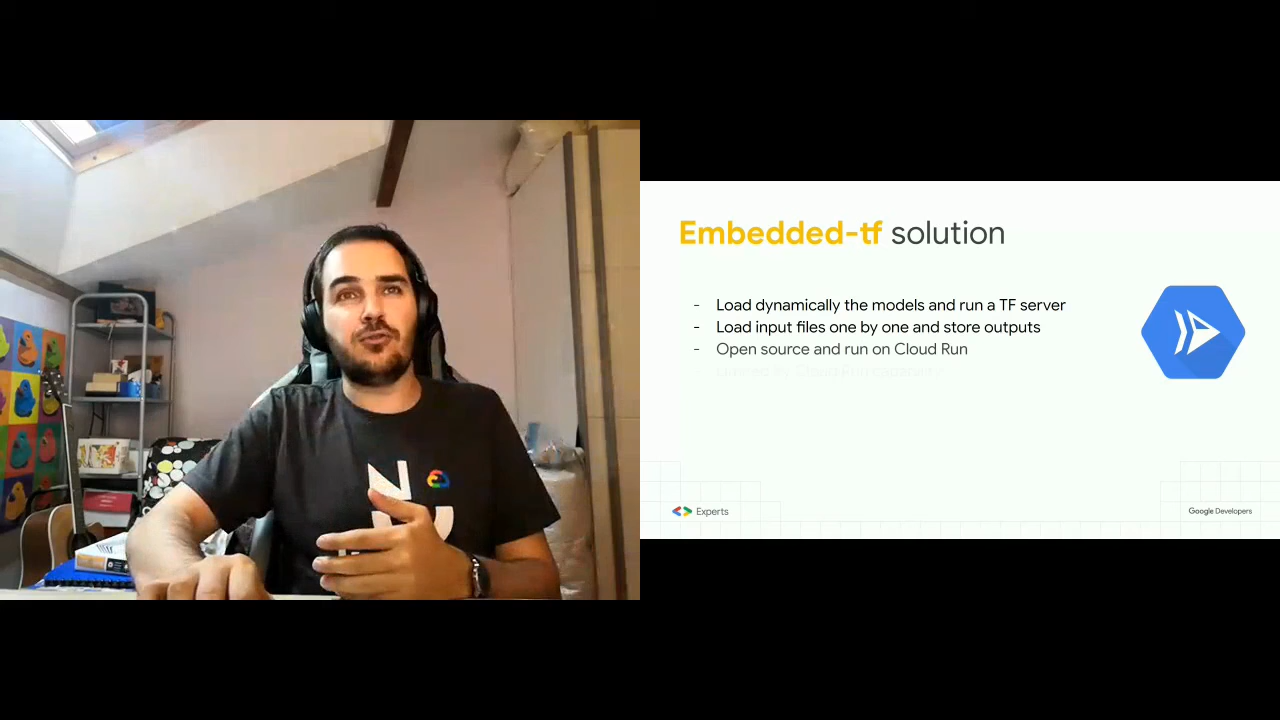 Embedded-tf solution
- Load dynamically the models and run a TF server
- Load input files one by one and store outputs
- Open source and run on Cloud Run
Experts
Google Developers